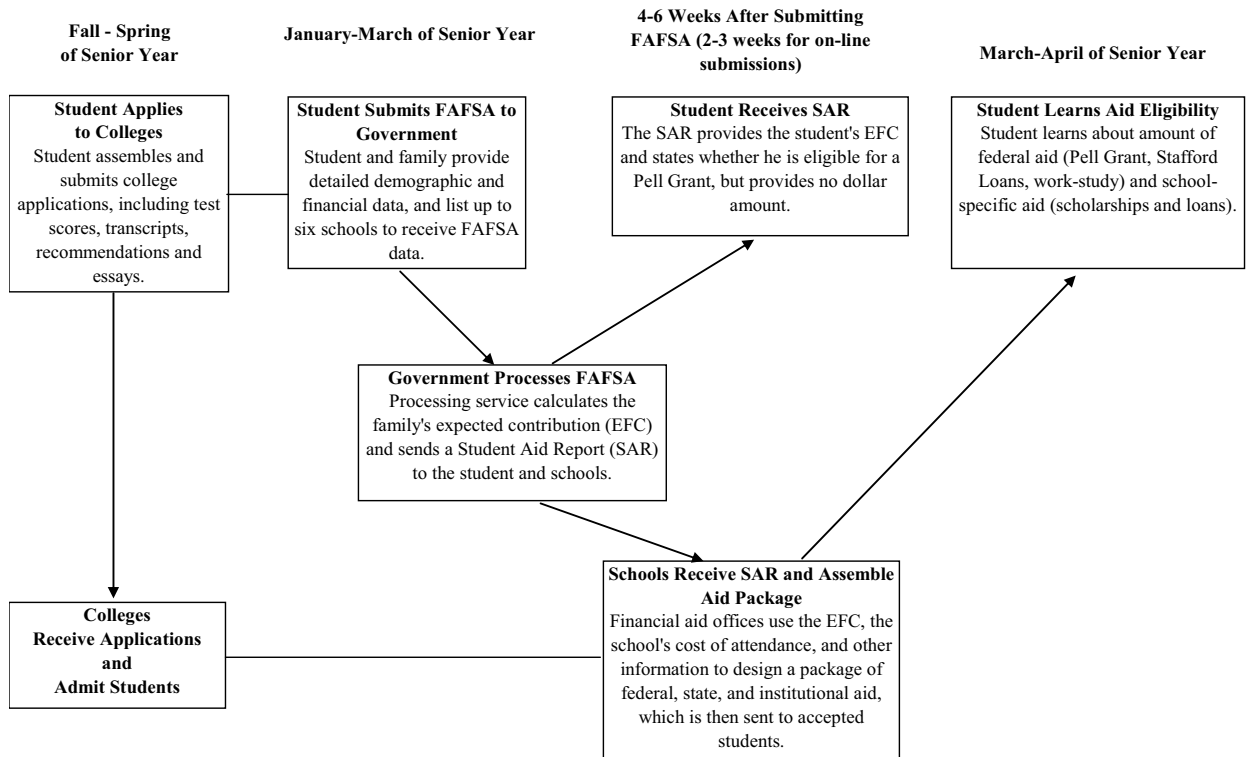 Fall - Spring
of Senior Year
January-March of Senior Year
4-6 Weeks After Submitting
FAFSA (2-3 weeks for on-line
submissions)
March-April of Senior Year
Student Applies
to Colleges
Student assembles and
submits college
applications, including test
scores, transcripts,
recommendations and
essays.
Student Submits FAFSA to
Government
Student and family provide
detailed demographic and
financial data, and list up to
six schools to receive FAFSA
data.
Student Receives SAR
The SAR provides the student's EFC
and states whether he is eligible for a
Pell Grant, but provides no dollar
amount.
Student Learns Aid Eligibility
Student learns about amount of
federal aid (Pell Grant, Stafford
Loans, work-study) and school-
specific aid (scholarships and loans).
Government Processes FAFSA
Processing service calculates the
family's expected contribution (EFC)
and sends a Student Aid Report (SAR)
to the student and schools.
Colleges
Receive Applications
and
Admit Students
Schools Receive SAR and Assemble
Aid Package
Financial aid offices use the EFC, the
school's cost of attendance, and other
information to design a package of
federal, state, and institutional aid,
which is then sent to accepted
students.